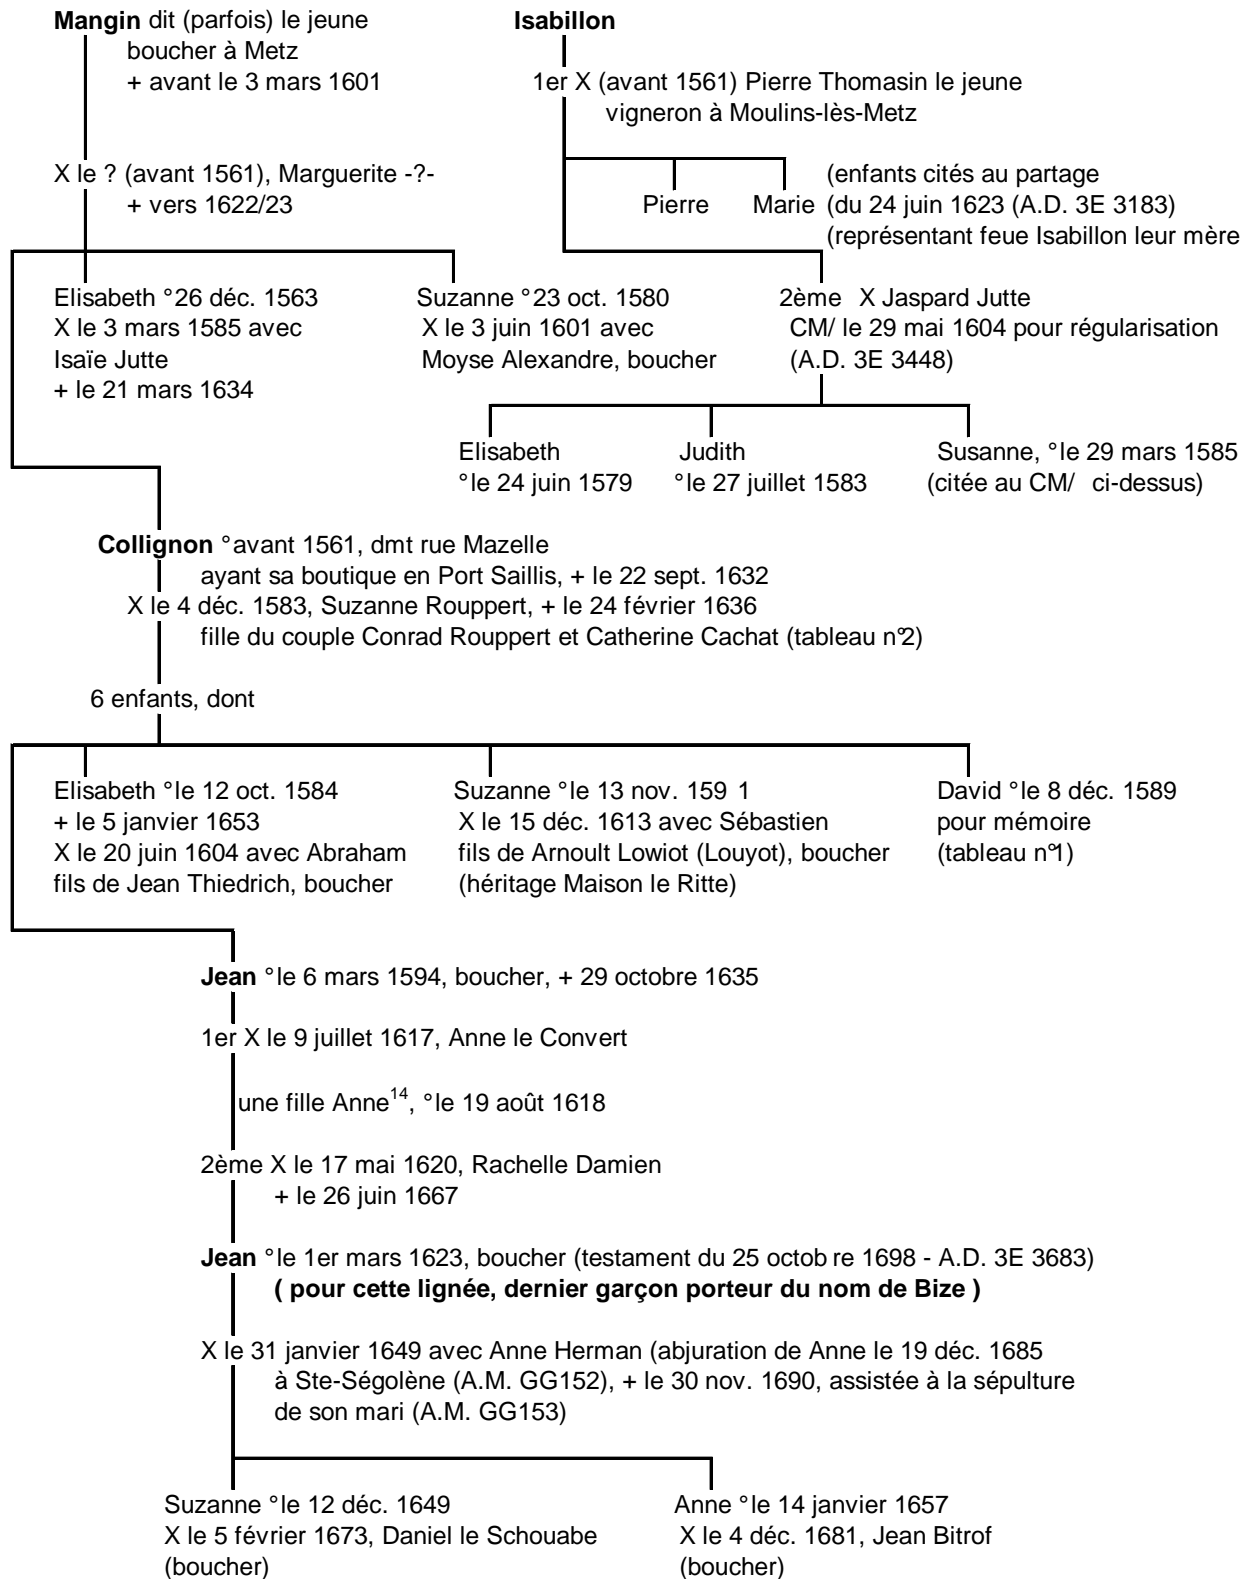 Mangin dit (parfois) le jeune
boucher à Metz
+ avant le 3 mars 1601
X le ? (avant 1561), Marguerite -?-
+ vers 1622/23
Isabillon
1er X (avant 1561) Pierre Thomasin le jeune
vigneron à Moulins-lès-Metz
Pierre
Marie
(enfants cités au partage
(du 24 juin 1623 (A.D. 3E 3183)
(représentant feue Isabillon leur mère
Elisabeth °26 déc. 1563
X le 3 mars 1585 avec
Isaïe Jutte
+ le 21 mars 1634
Suzanne °23 oct. 1580
X le 3 juin 1601 avec
Moyse Alexandre, boucher
2ème X Jaspard Jutte
CM/ le 29 mai 1604 pour régularisation
(A.D. 3E 3448)
Elisabeth
°le 24 juin 1579
Judith
°le 27 juillet 1583
Susanne, °le 29 mars 1585
(citée au CM/ ci-dessus)
Collignon °avant 1561, dmt rue Mazelle
ayant sa boutique en Port Saillis, + le 22 sept. 1632
X le 4 déc. 1583, Suzanne Rouppert, + le 24 février 1636
fille du couple Conrad Rouppert et Catherine Cachat (tableau n°2)
6 enfants, dont
Elisabeth °le 12 oct. 1584
+ le 5 janvier 1653
X le 20 juin 1604 avec Abraham
fils de Jean Thiedrich, boucher
Suzanne °le 13 nov. 159 1
X le 15 déc. 1613 avec Sébastien
fils de Arnoult Lowiot (Louyot), boucher
(héritage Maison le Ritte)
David °le 8 déc. 1589
pour mémoire
(tableau n°1)
Jean °le 6 mars 1594, boucher, + 29 octobre 1635
1er X le 9 juillet 1617, Anne le Convert
une fille Anne14, °le 19 août 1618
2ème X le 17 mai 1620, Rachelle Damien
+ le 26 juin 1667
Jean °le 1er mars 1623, boucher (testament du 25 octob re 1698 - A.D. 3E 3683)
( pour cette lignée, dernier garçon porteur du nom de Bize )
X le 31 janvier 1649 avec Anne Herman (abjuration de Anne le 19 déc. 1685
à Ste-Ségolène (A.M. GG152), + le 30 nov. 1690, assistée à la sépulture
de son mari (A.M. GG153)
Suzanne °le 12 déc. 1649
X le 5 février 1673, Daniel le Schouabe
(boucher)
Anne °le 14 janvier 1657
X le 4 déc. 1681, Jean Bitrof
(boucher)